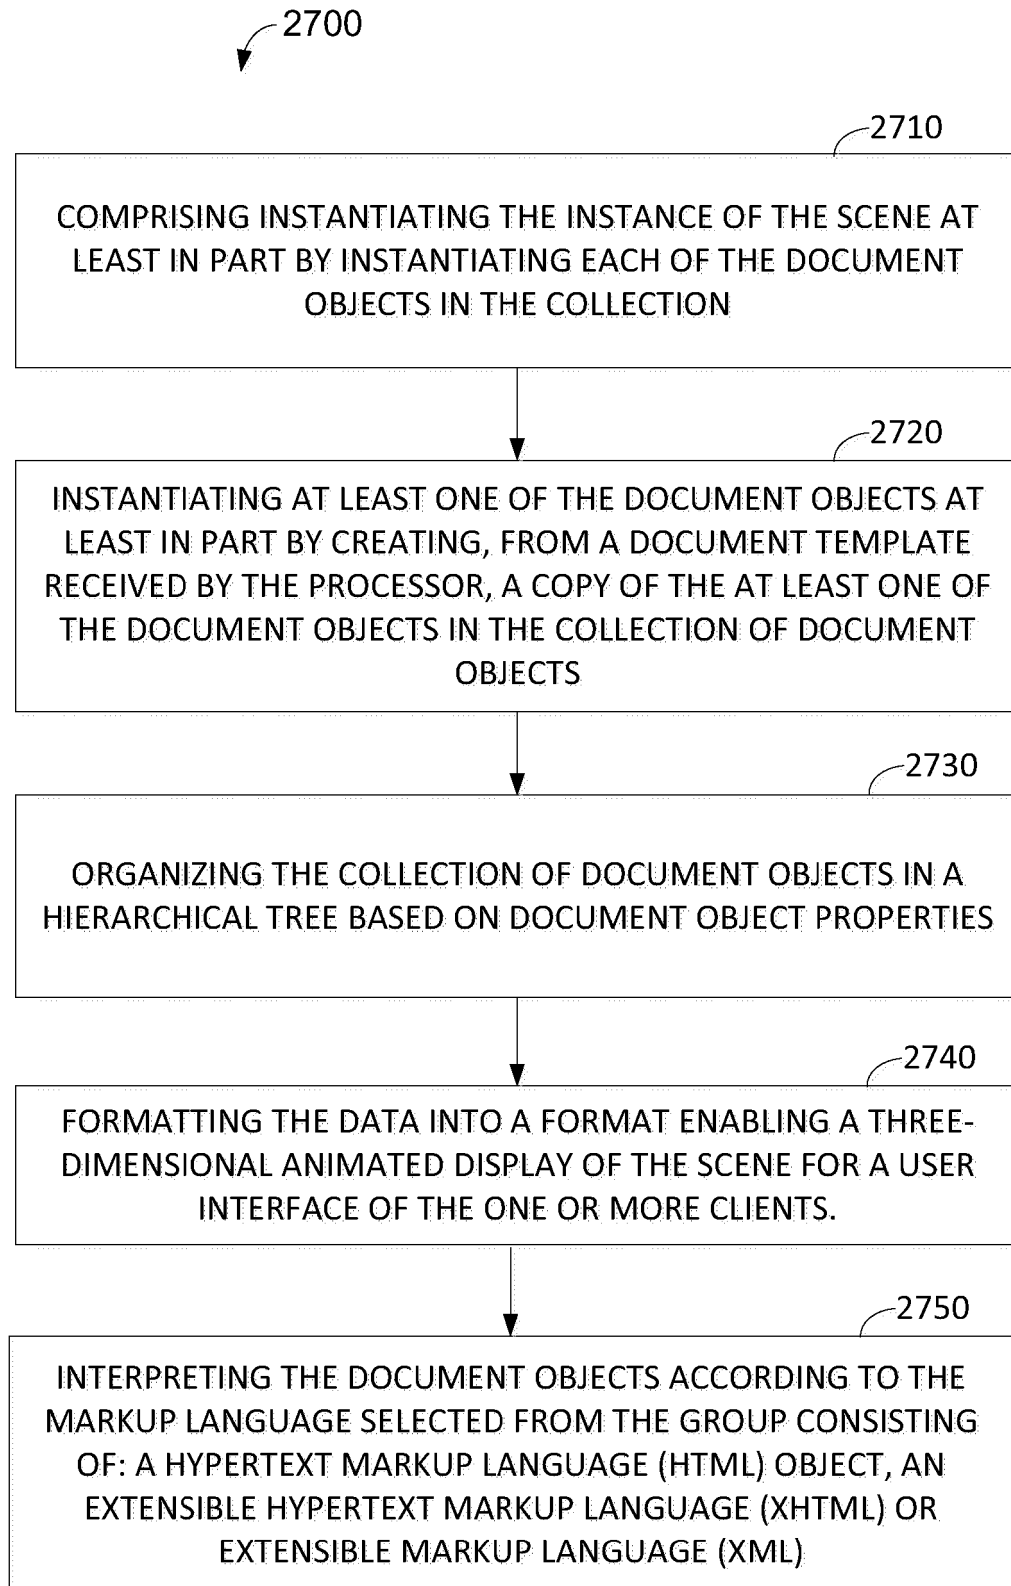 2700
2710
COMPRISING INSTANTIATING THE INSTANCE OF THE SCENE AT
LEAST IN PART BY INSTANTIATING EACH OF THE DOCUMENT
OBJECTS IN THE COLLECTION
2720
INSTANTIATING AT LEAST ONE OF THE DOCUMENT OBJECTS AT
LEAST IN PART BY CREATING, FROM A DOCUMENT TEMPLATE
RECEIVED BY THE PROCESSOR, A COPY OF THE AT LEAST ONE OF
THE DOCUMENT OBJECTS IN THE COLLECTION OF DOCUMENT
OBJECTS
2730
ORGANIZING THE COLLECTION OF DOCUMENT OBJECTS IN A
HIERARCHICAL TREE BASED ON DOCUMENT OBJECT PROPERTIES
2740
FORMATTING THE DATA INTO A FORMAT ENABLING A THREE-
DIMENSIONAL ANIMATED DISPLAY OF THE SCENE FOR A USER
INTERFACE OF THE ONE OR MORE CLIENTS.
2750
INTERPRETING THE DOCUMENT OBJECTS ACCORDING TO THE
MARKUP LANGUAGE SELECTED FROM THE GROUP CONSISTING
OF: A HYPERTEXT MARKUP LANGUAGE (HTML) OBJECT, AN
EXTENSIBLE HYPERTEXT MARKUP LANGUAGE (XHTML) OR
EXTENSIBLE MARKUP LANGUAGE (XML)